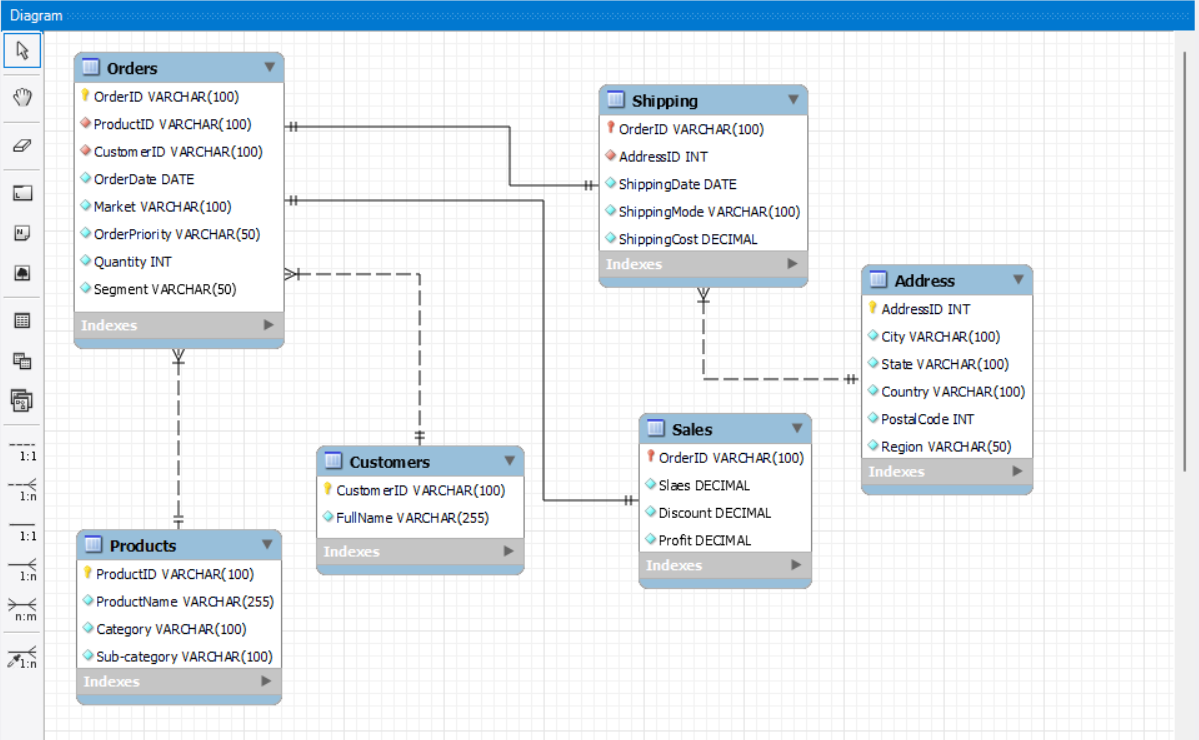 Diagram
Orders
OrderID VARCHAR(100)
ProductID VARCHAR(100)
CustomerID VARCHAR(100)
OrderDate DATE
Market VARCHAR(100)
OrderPriority VARCHAR(50)
Quantity INT
Segment VARCHAR(50)
Indexes
Shipping
OrderID VARCHAR(100)
AddressID INT
ShippingDate DATE
ShippingMode VARCHAR(100)
ShippingCost DECIMAL
Indexes
Address
AddressID INT
City VARCHAR(100)
State VARCHAR(100)
Country VARCHAR(100)
PostalCode INT
Region VARCHAR(50)
Indexes
Sales
OrderID VARCHAR(100)
Slaes DECIMAL
Discount DECIMAL
Profit DECIMAL
Indexes
Customers
CustomerID VARCHAR(100)
FullName VARCHAR(255)
Indexes
Products
ProductID VARCHAR(100)
ProductName VARCHAR(255)
Category VARCHAR(100)
Sub-category VARCHAR(100)
Indexes
1:1
1:n
1:1
1:n
n:m
1:n